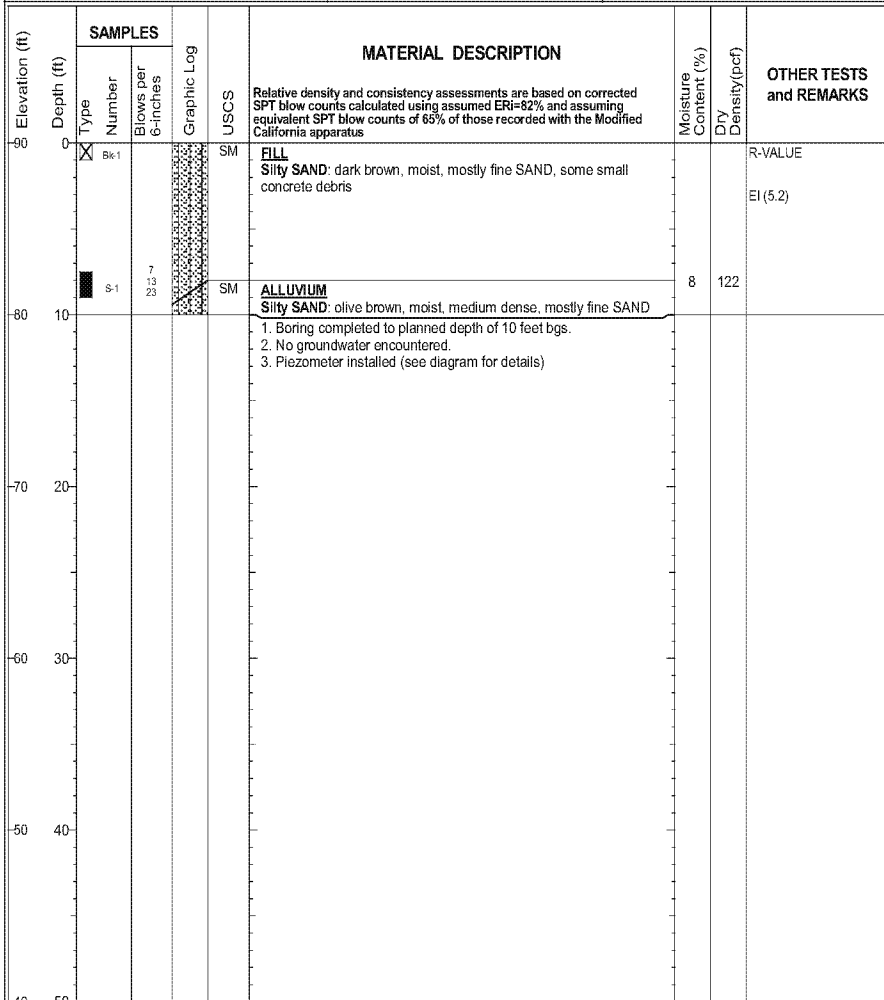 SAMPLES
Elevation (ft)
Depth (ft)
Type
Number
Blows per
6-inches
Graphic Log
USCS
MATERIAL DESCRIPTION
Relative density and consistency assessments are based on corrected
SPT blow counts calculated using assumed ERi=82% and assuming
equivalent SPT blow counts of 65% of those recorded with the Modified
California apparatus
Moisture
Content (%)
Dry
Density(pcf)
OTHER TESTS
and REMARKS
90 0
Bk-1
SM
FILL
Silty SAND: dark brown, moist, mostly fine SAND, some small
concrete debris
R-VALUE
EI (5.2)
S-1
7
13
23
SM
ALLUVIUM
Silty SAND: olive brown, moist, medium dense, mostly fine SAND
8 122
80 10
1. Boring completed to planned depth of 10 feet bgs.
2. No groundwater encountered.
3. Piezometer installed (see diagram for details)
70 20
60 30
50 40
40 50